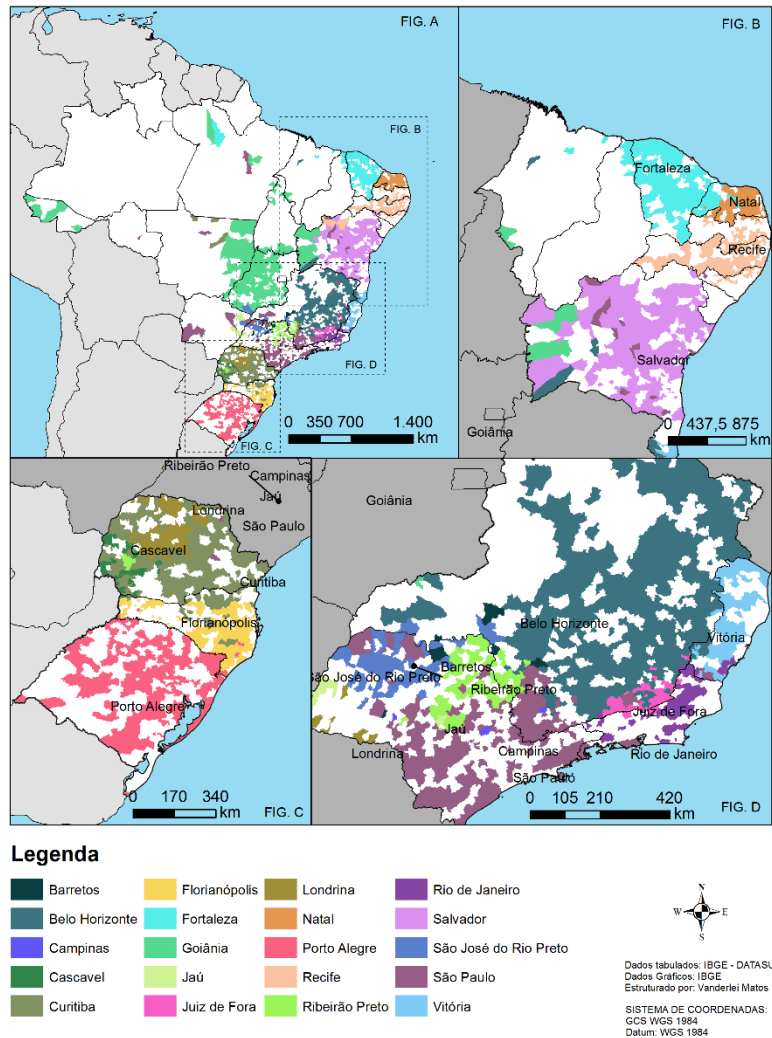 FIG. A
FIG. B
FIG. D
FIG. C
0 350 700 1.400
km
FIG. B
Fortaleza
Natal
Recife
Salvador
Goiânia
0 437,5 875
km
Ribeirão Preto
Campinas
Londrina
Jaú
São Paulo
Cascavel
Curitiba
Florianópolis
Porto Alegre
0
170 340
km
FIG. C
Goiânia
Belo Horizonte
Vitória
Barretos
São José do Rio Preto
Ribeirão Preto
Juiz de Fora
Jaú
Londrina
Campinas
Rio de Janeiro
São Paulo
0 105 210 420
km
FIG. D
Legenda
Barretos
Belo Horizonte
Campinas
Cascavel
Curitiba
Florianópolis
Fortaleza
Goiânia
Jaú
Juiz de Fora
Londrina
Natal
Porto Alegre
Recife
Ribeirão Preto
Rio de Janeiro
Salvador
São José do Rio Preto
São Paulo
Vitória
N
W E
S
Dados tabulados: IBGE - DATASU
Dados Gráficos: IBGE
Estruturado por: Vanderlei Matos
SISTEMA DE COORDENADAS:
GCS WGS 1984
Datum: WGS 1984